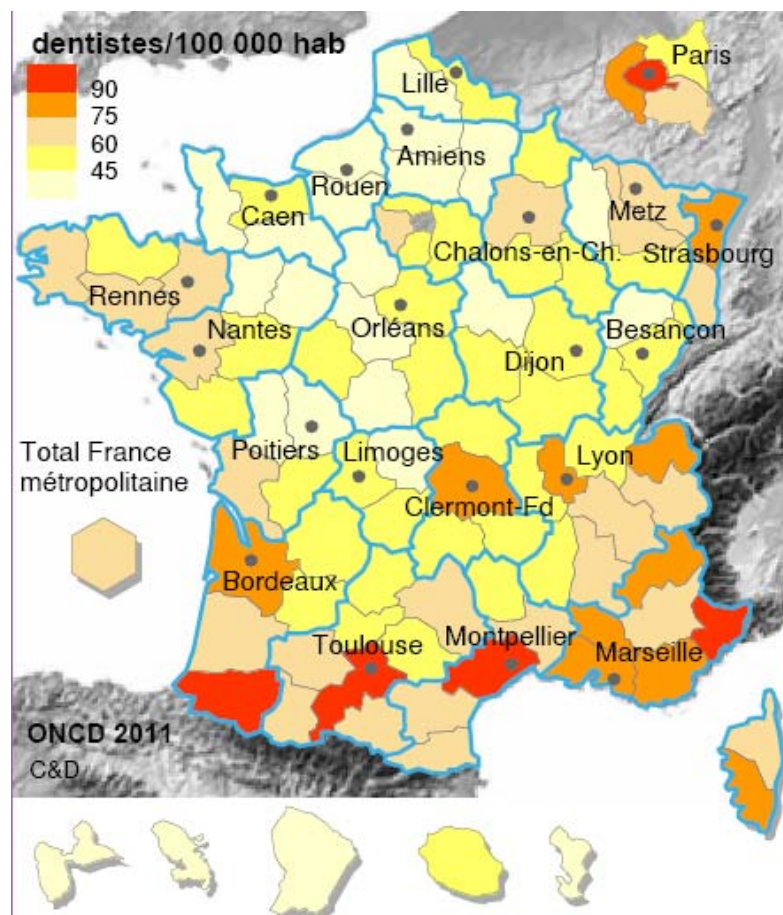 dentistes/100 000 hab
90
75
60
45
Paris
Lille
Amiens
Rouen
Caen
Metz
Chalons-en-Ch.
Strasbourg
Rennes
Nantes
Orléans
Dijon
Besançon
Total France
métropolitaine
Poitiers
Limoges
Lyon
Clermont-Fd
Bordeaux
Toulouse
Montpellier
Marseille
ONCD 2011
C&D